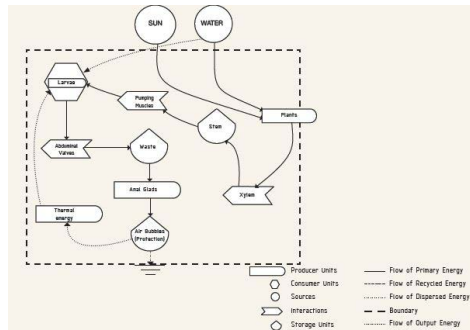 SUN
WATER
Larvae
Pumping
Muscles
Plants
Stem
Abdominal
Valves
Waste
Anal Glads
Xylem
Thermal
energy
Air Bubbles
(Protection)
Producer Units
Consumer Units
Sources
Interactions
Storage Units
Flow of Primary Energy
Flow of Recycled Energy
Flow of Dispersed Energy
Boundary
Flow of Output Energy